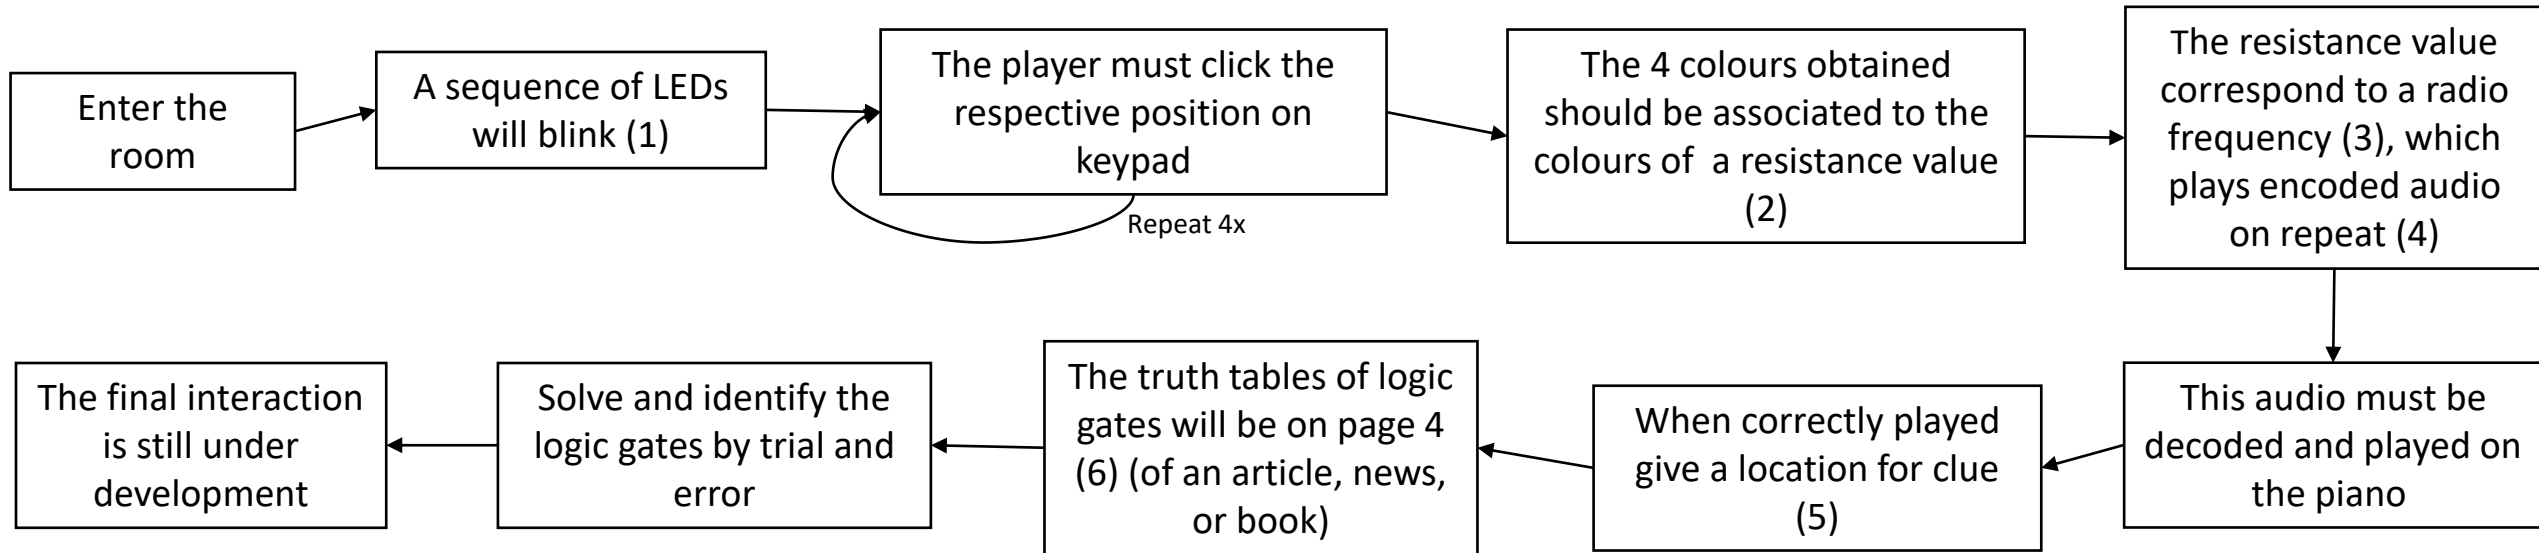 Enter the
room
A sequence of LEDs
will blink (1)
The player must click the
respective position on
keypad
Repeat 4x
The 4 colours obtained
should be associated to the
colours of  a resistance value
(2)
The resistance value
correspond to a radio
frequency (3), which
plays encoded audio
on repeat (4)
This audio must be
decoded and played on
the piano
When correctly played
give a location for clue
(5)
The truth tables of logic
gates will be on page 4
(6) (of an article, news,
or book)
Solve and identify the
logic gates by trial and
error
The final interaction
is still under
development